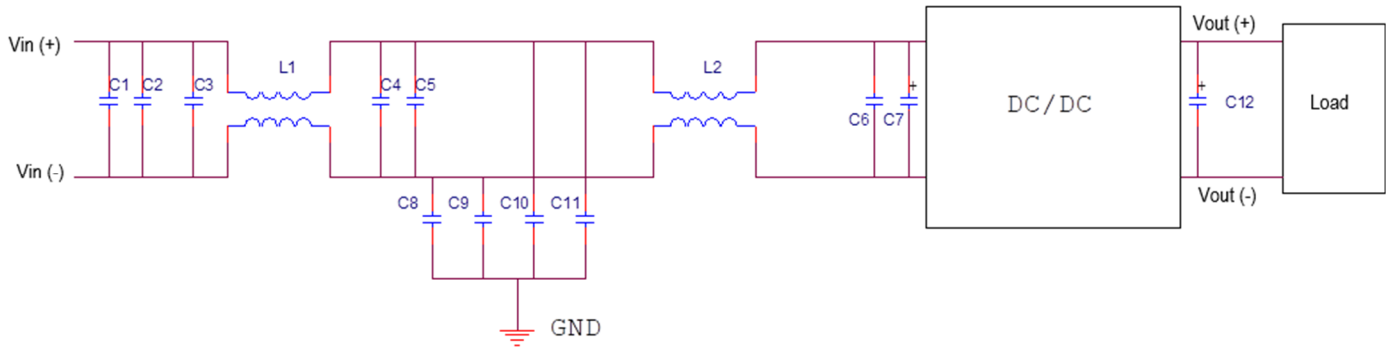 Vin (+)
Vout (+)
L1
L2
C1 C2 C3
C4 C5
C6 C7
+
DC/DC
+
C12
Load
Vin (-)
Vout (-)
C8 C9 C10 C11
GND